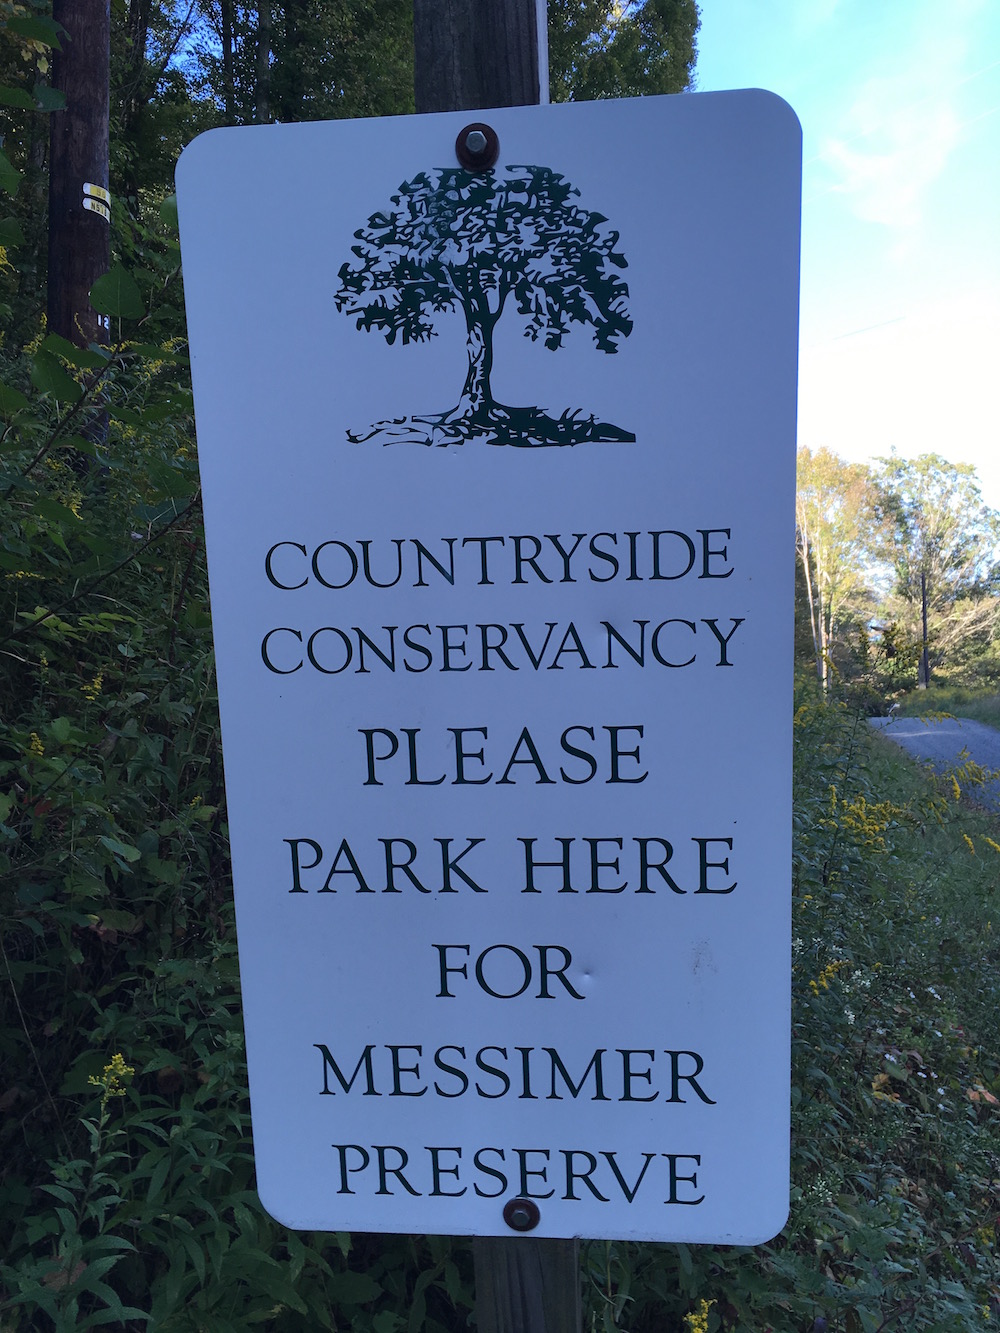 COUNTRYSIDE
CONSERVANCY
PLEASE
PARK HERE
FOR
MESSIMER
PRESERVE